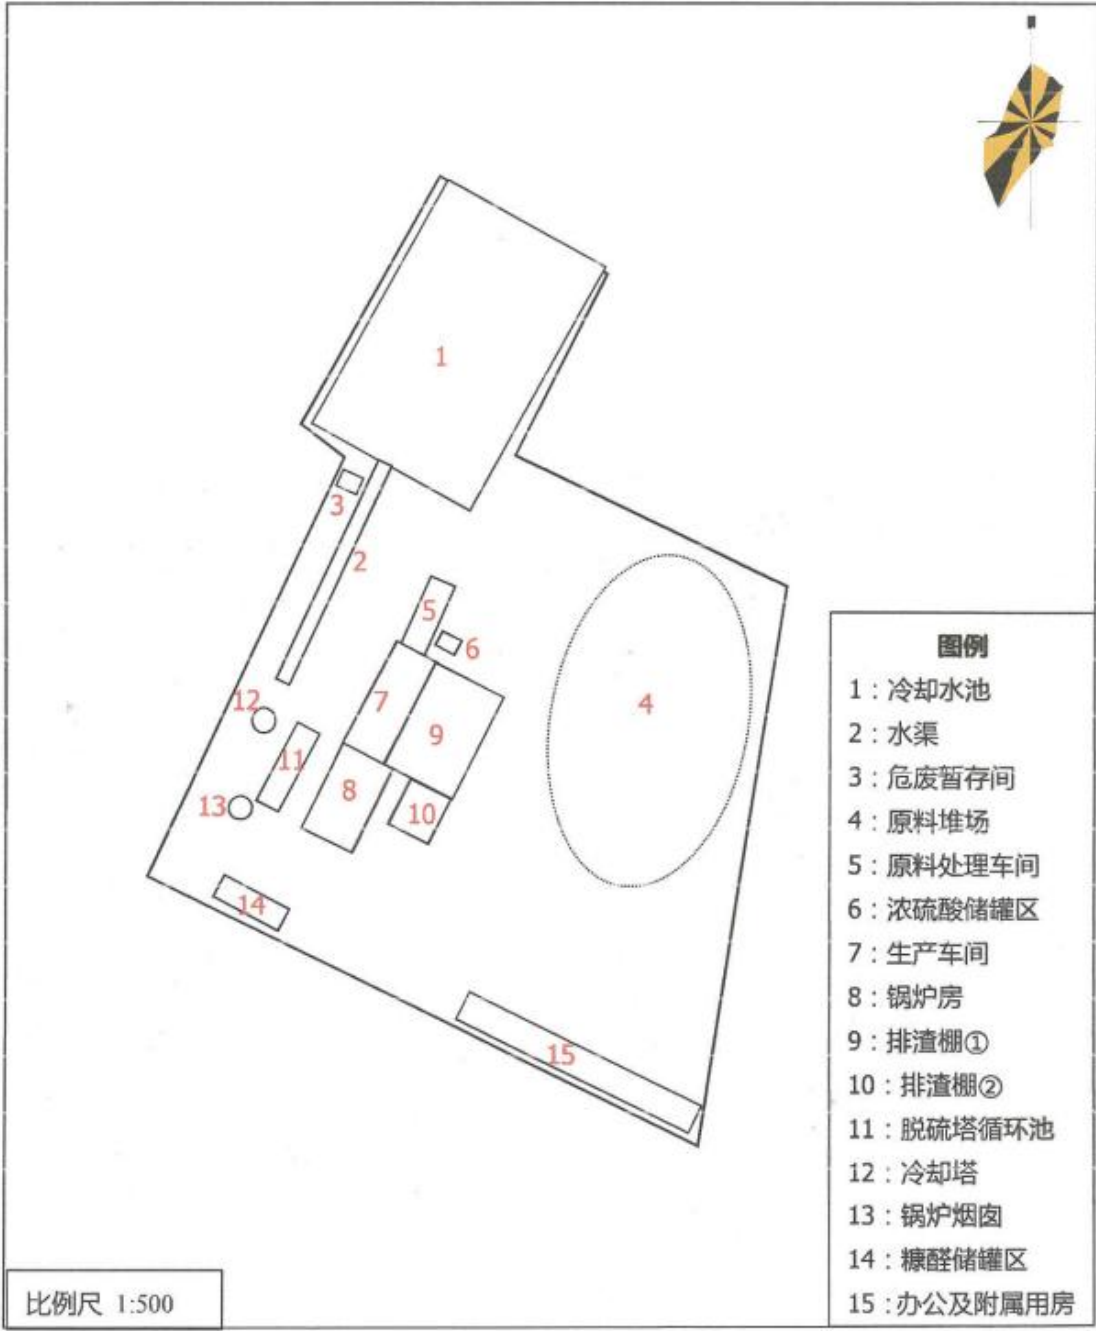 1
3
2
5
6
4
7
9
12
11
8
13
10
14
15
图例
1：冷却水池
2：水渠
3：危废暂存间
4：原料堆场
5：原料处理车间
6：浓硫酸储罐区
7：生产车间
8：锅炉房
9：排渣棚①
10：排渣棚②
11：脱硫塔循环池
12：冷却塔
13：锅炉烟囱
14：糠醛储罐区
15：办公及附属用房
比例尺 1:500